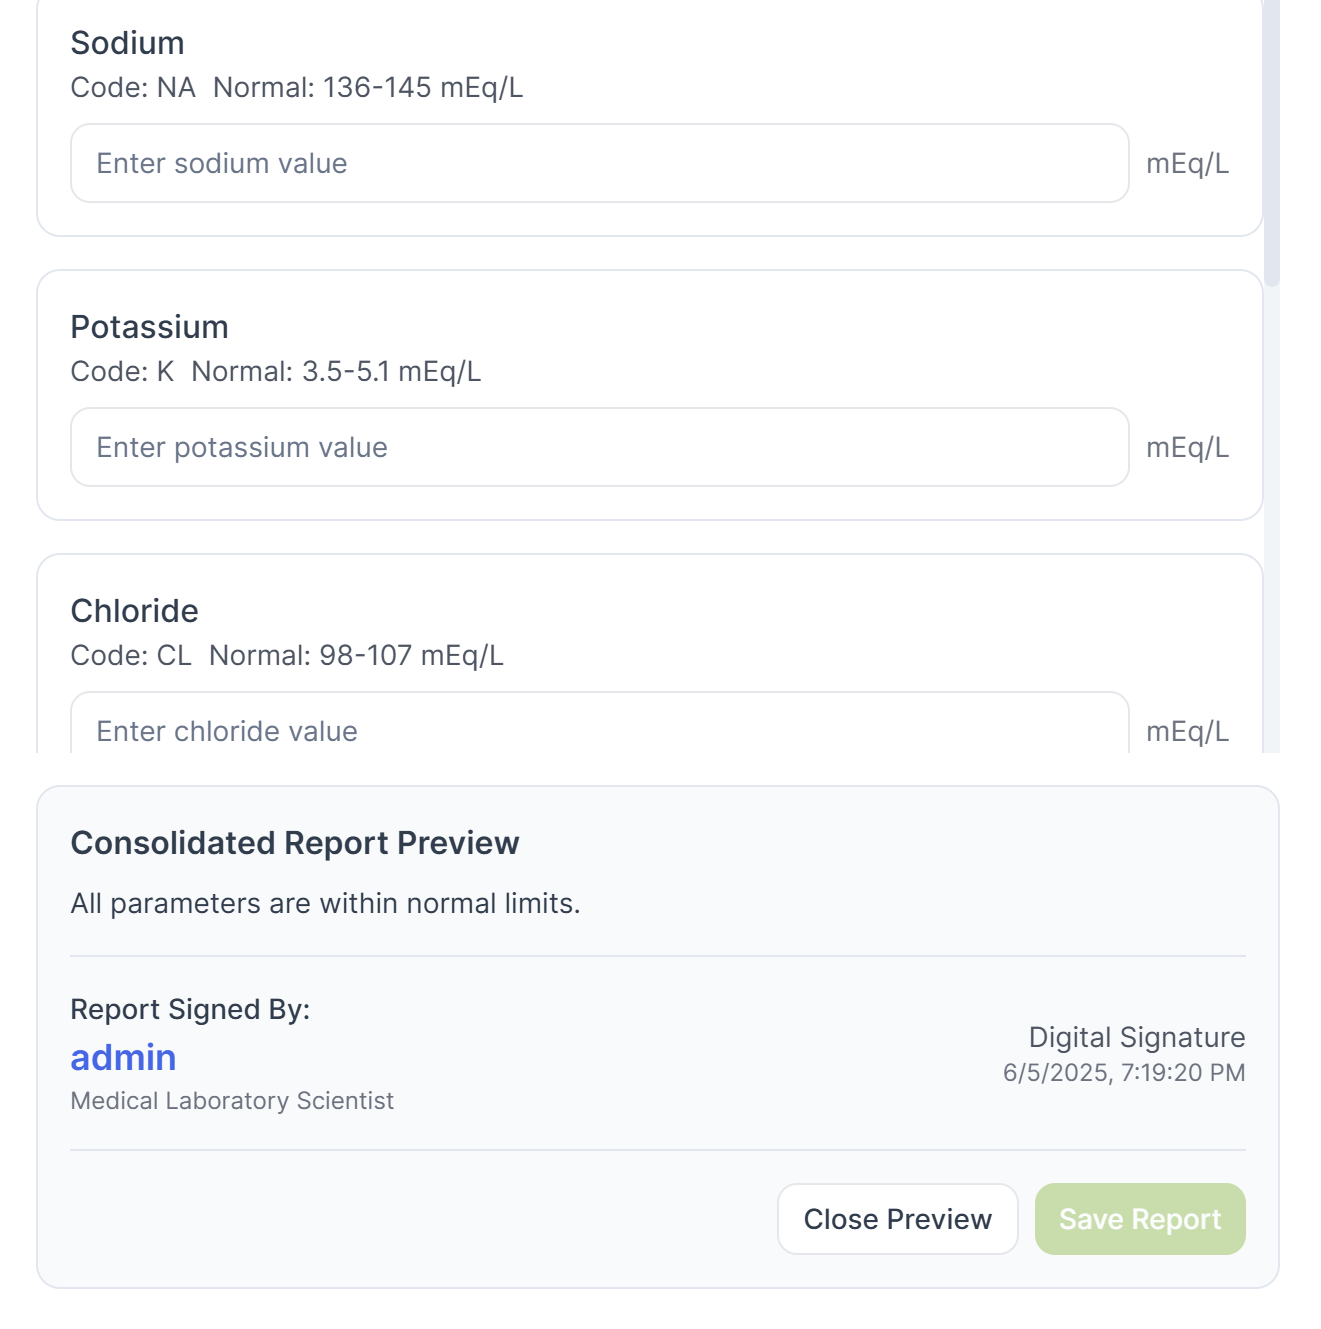 Sodium
Code: NA  Normal: 136-145 mEq/L
Enter sodium value
mEq/L
Potassium
Code: K  Normal: 3.5-5.1 mEq/L
Enter potassium value
mEq/L
Chloride
Code: CL  Normal: 98-107 mEq/L
Enter chloride value
mEq/L
Consolidated Report Preview
All parameters are within normal limits.
Report Signed By:
admin
Medical Laboratory Scientist
Digital Signature
6/5/2025, 7:19:20 PM
Close Preview
Save Report